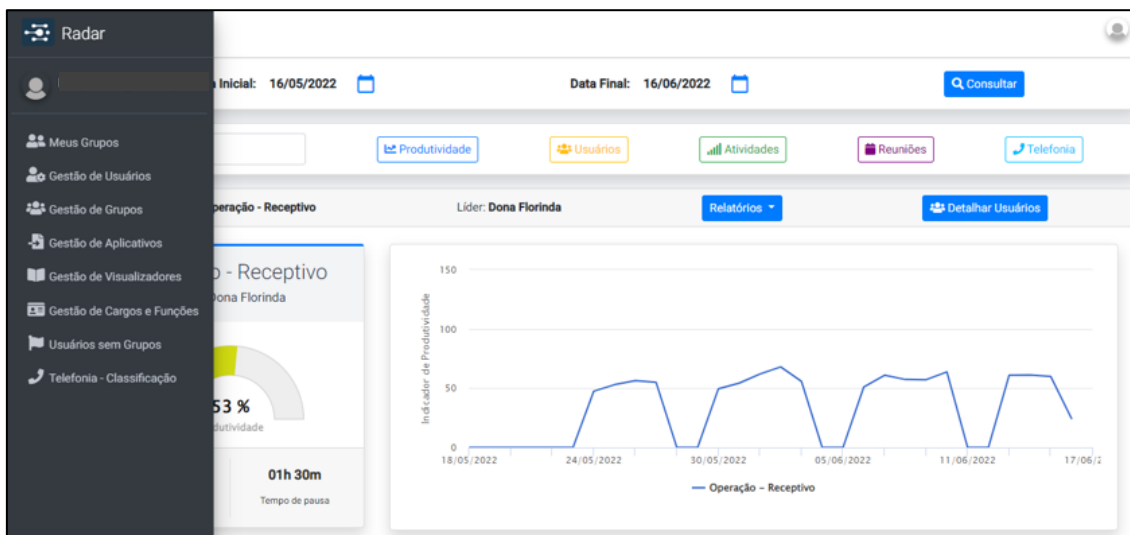 Radar
Inicial: 16/05/2022
Data Final: 16/06/2022
Consultar
Meus Grupos
Gestão de Usuários
Gestão de Grupos
Gestão de Aplicativos
Gestão de Visualizadores
Gestão de Cargos e Funções
Usuários sem Grupos
Telefonia - Classificação
Produtividade
Usuários
Atividades
Reuniões
Telefonia
peração - Receptivo
Líder: Dona Florinda
Relatórios
Detalhar Usuários
o - Receptivo
Dona Florinda
53 %
dutividade
01h 30m
Tempo de pausa
Indicador de Produtividade
150
100
50
0
18/05/2022
24/05/2022
30/05/2022
05/06/2022
11/06/2022
17/06/2
Operação – Receptivo